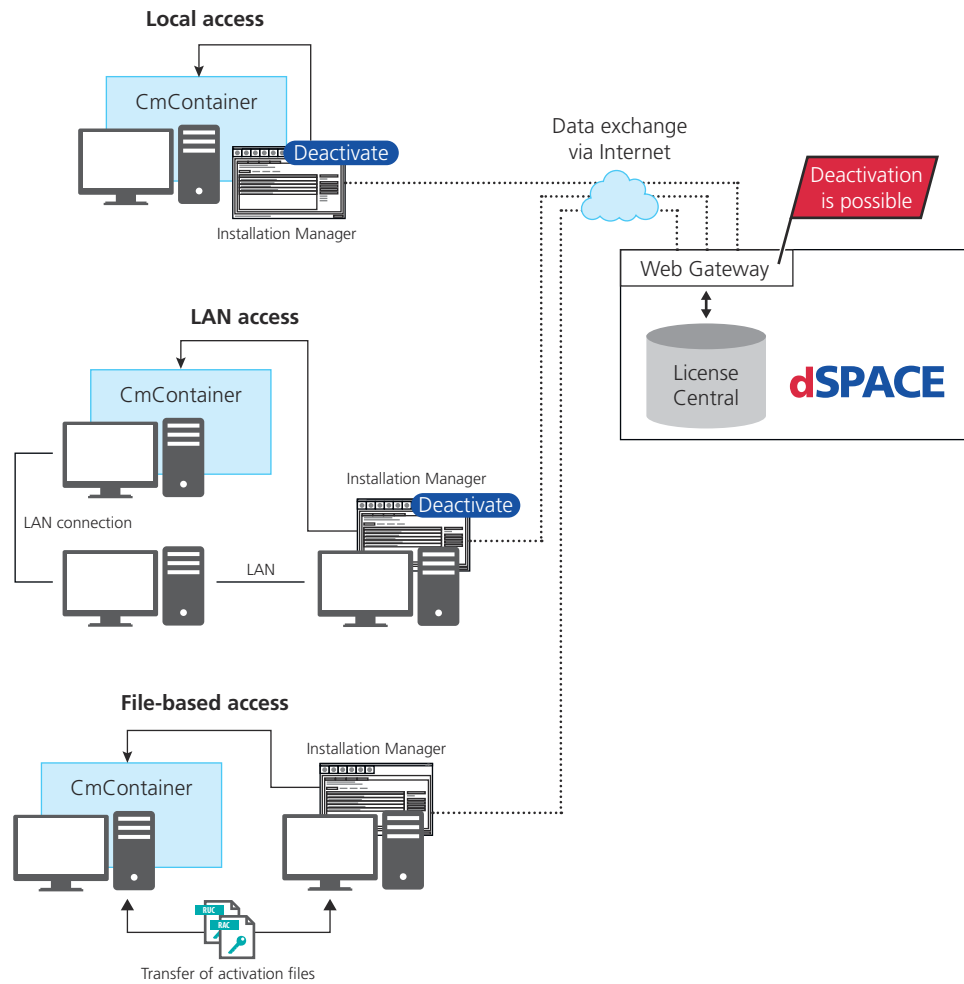 Local access
CmContainer
Deactivate
Installation Manager
Data exchange
via Internet
Deactivation
is possible
Web Gateway
License
Central
dSPACE
LAN access
CmContainer
Installation Manager
Deactivate
LAN connection
LAN
File-based access
Installation Manager
CmContainer
RUC
RAC
Transfer of activation files